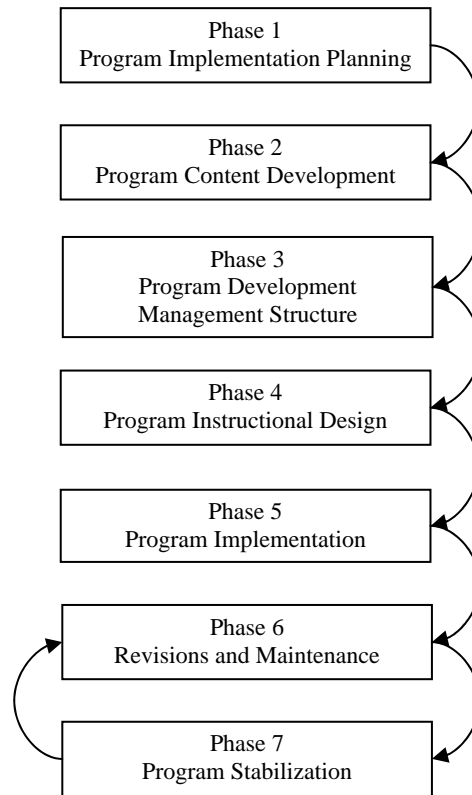 Phase 1
Program Implementation Planning
Phase 2
Program Content Development
Phase 3
Program Development
Management Structure
Phase 4
Program Instructional Design
Phase 5
Program Implementation
Phase 6
Revisions and Maintenance
Phase 7
Program Stabilization